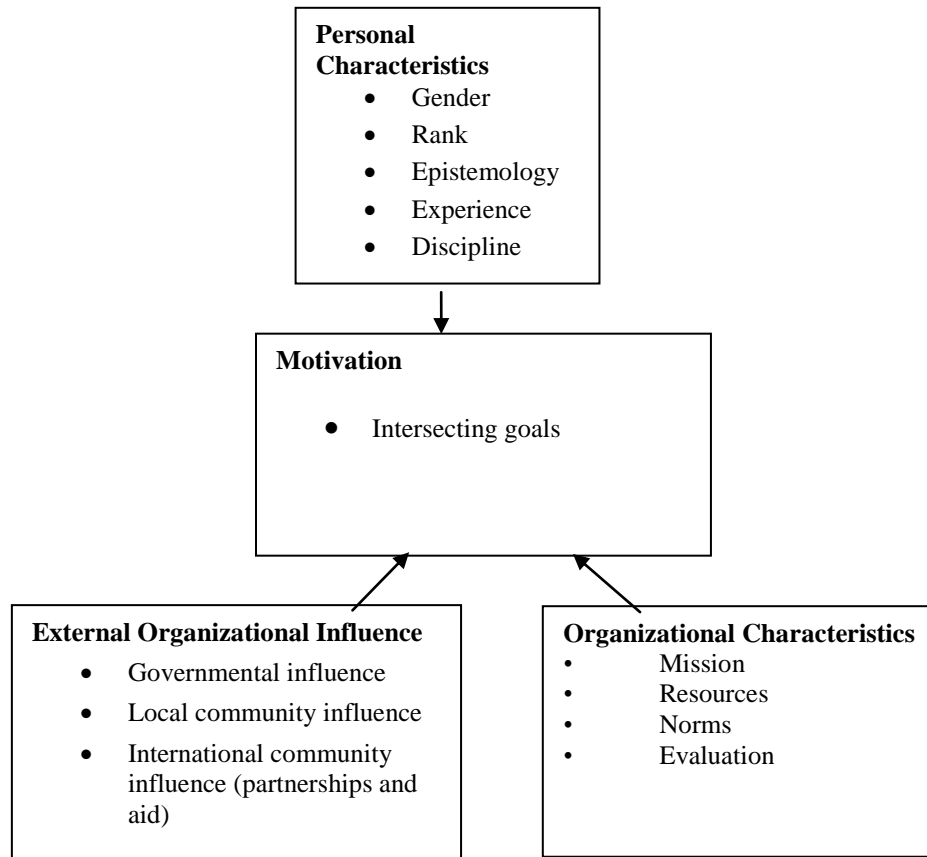 Personal
Characteristics
• Gender
• Rank
• Epistemology
• Experience
• Discipline
Motivation
• Intersecting goals
External Organizational Influence
• Governmental influence
• Local community influence
• International community
influence (partnerships and
aid)
Organizational Characteristics
• Mission
• Resources
• Norms
• Evaluation